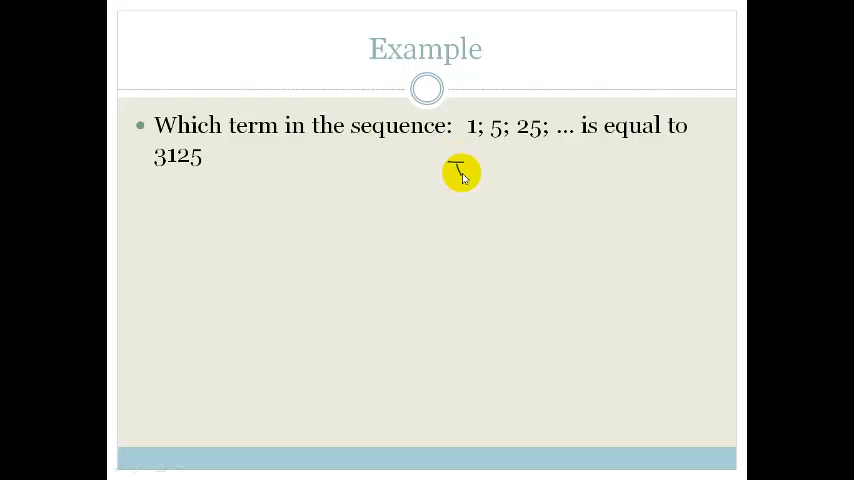 Example
Which term in the sequence: 1; 5; 25; ... is equal to
3125
T